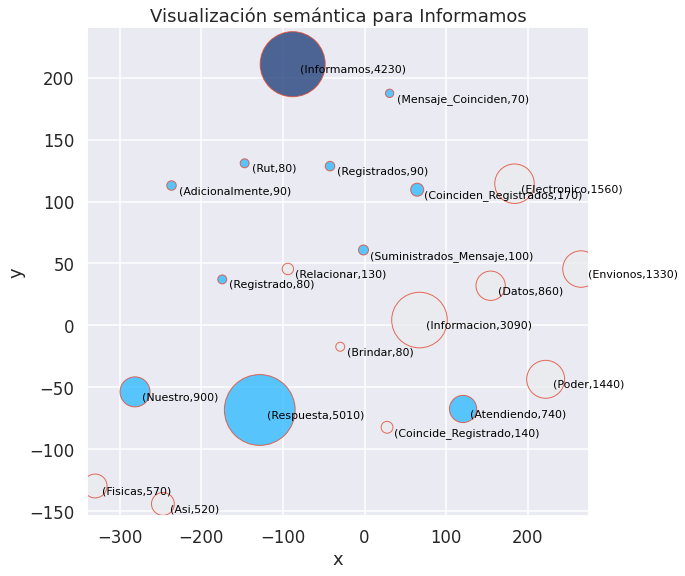 Visualización semántica para Informamos
(Informamos,4230)
(Mensaje_Coinciden,70)
(Rut,80)
(Registrados,90)
(Adicionalmente,90)
(Electronico,1560)
(Coinciden_Registrados,170)
(Suministrados_Mensaje,100)
(Relacionar,130)
(Envionos,1330)
(Registrado,80)
(Datos,860)
(Informacion,3090)
(Brindar,80)
(Poder,1440)
(Nuestro,900)
(Respuesta,5010)
(Atendiendo,740)
(Coincide_Registrado,140)
(Fisicas,570)
(Asi,520)
y
200
150
100
50
0
−50
−100
−150
−300
−200
−100
0
100
200
x